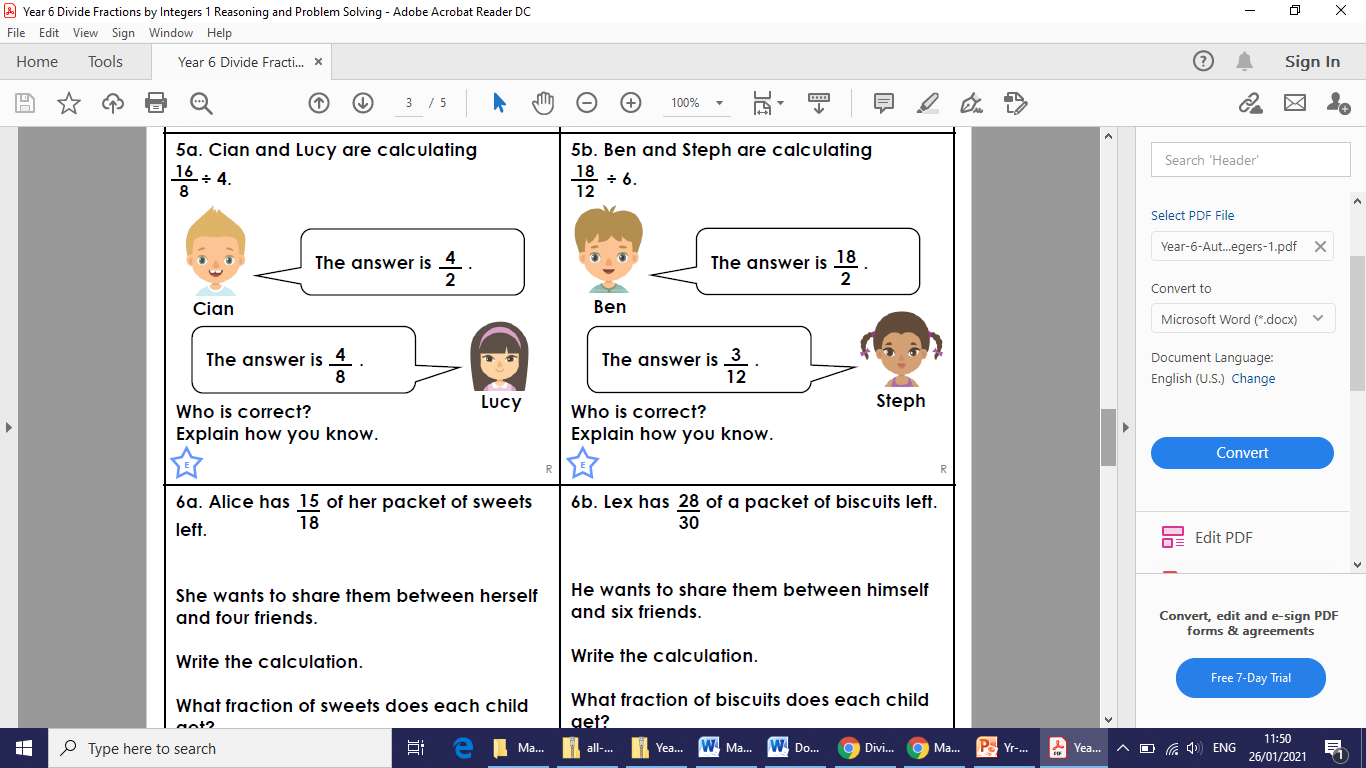 Year 6 Divide Fractions by Integers 1 Reasoning and Problem Solving - Adobe Acrobat Reader DC
File Edit View Sign Window Help
Home Tools Year 6 Divide Fracti... × Sign In
3 / 5 100%
5a. Cian and Lucy are calculating
16/8 ÷ 4.
The answer is 4/2 .
Cian
The answer is 4/8 .
Lucy
Who is correct?
Explain how you know.
E R
5b. Ben and Steph are calculating
18/12 ÷ 6.
The answer is 18/2 .
Ben
The answer is 3/12 .
Steph
Who is correct?
Explain how you know.
E R
6a. Alice has 15/18 of her packet of sweets
left.
She wants to share them between herself
and four friends.
Write the calculation.
What fraction of sweets does each child
get?
6b. Lex has 28/30 of a packet of biscuits left.
He wants to share them between himself
and six friends.
Write the calculation.
What fraction of biscuits does each child
get?
Search 'Header'
Select PDF File
Year-6-Aut...egers-1.pdf
Convert to
Microsoft Word (*.docx)
Document Language:
English (U.S.) Change
Convert
Edit PDF
Convert, edit and e-sign PDF
forms & agreements
Free 7-Day Trial
Type here to search
Ma... all-... Yea... Ma... Do... Divi... Ma... Yr-... Yea...
ENG
11:50
26/01/2021
1